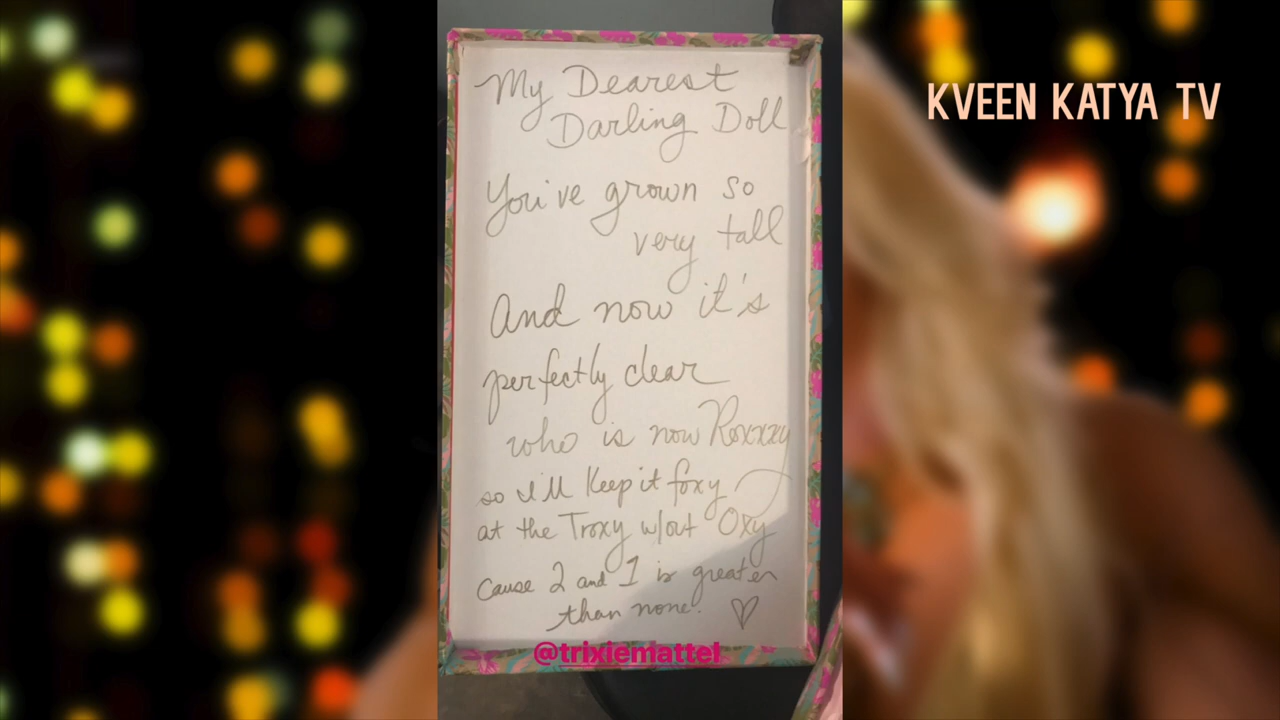 My Dearest
Darling Doll
You've grown so
very tall
And now it's
perfectly clear
who is now Roxxxy
so I'll Keep it foxy
at the Troxy w/out Oxy
Cause 2 and 1 is greater
than none. ♡
@trixiemattel
KVEEN KATYA TV